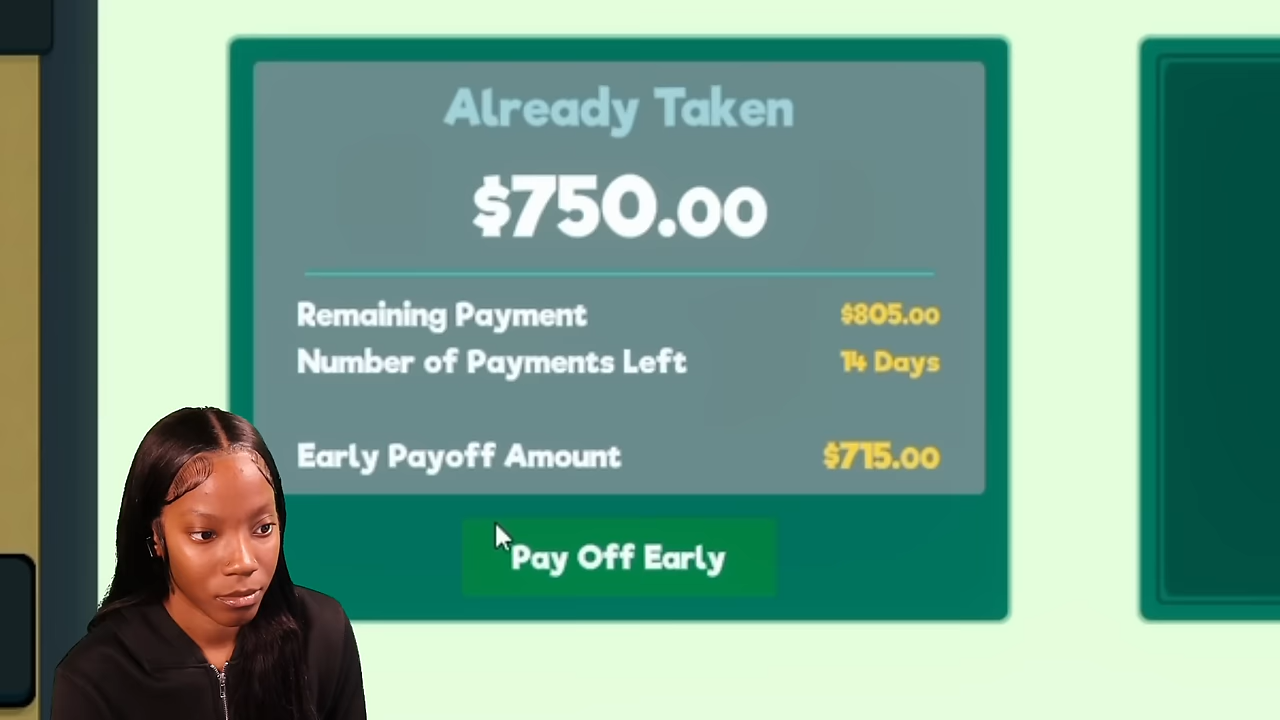 Already Taken
$750.00
Remaining Payment $805.00
Number of Payments Left 14 Days
Early Payoff Amount $715.00
Pay Off Early